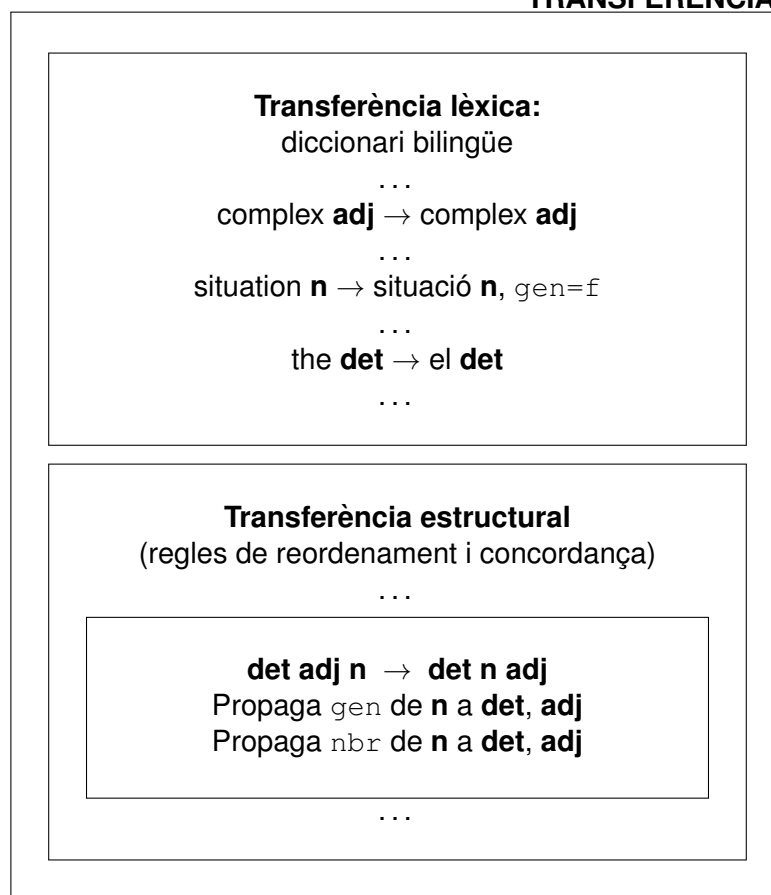 TRANSFERÈNCIA
Transferència lèxica:
diccionari bilingüe
...
complex adj → complex adj
...
situation n → situació n, gen=f
...
the det → el det
...
Transferència estructural
(regles de reordenament i concordança)
...
det adj n → det n adj
Propaga gen de n a det, adj
Propaga nbr de n a det, adj
...